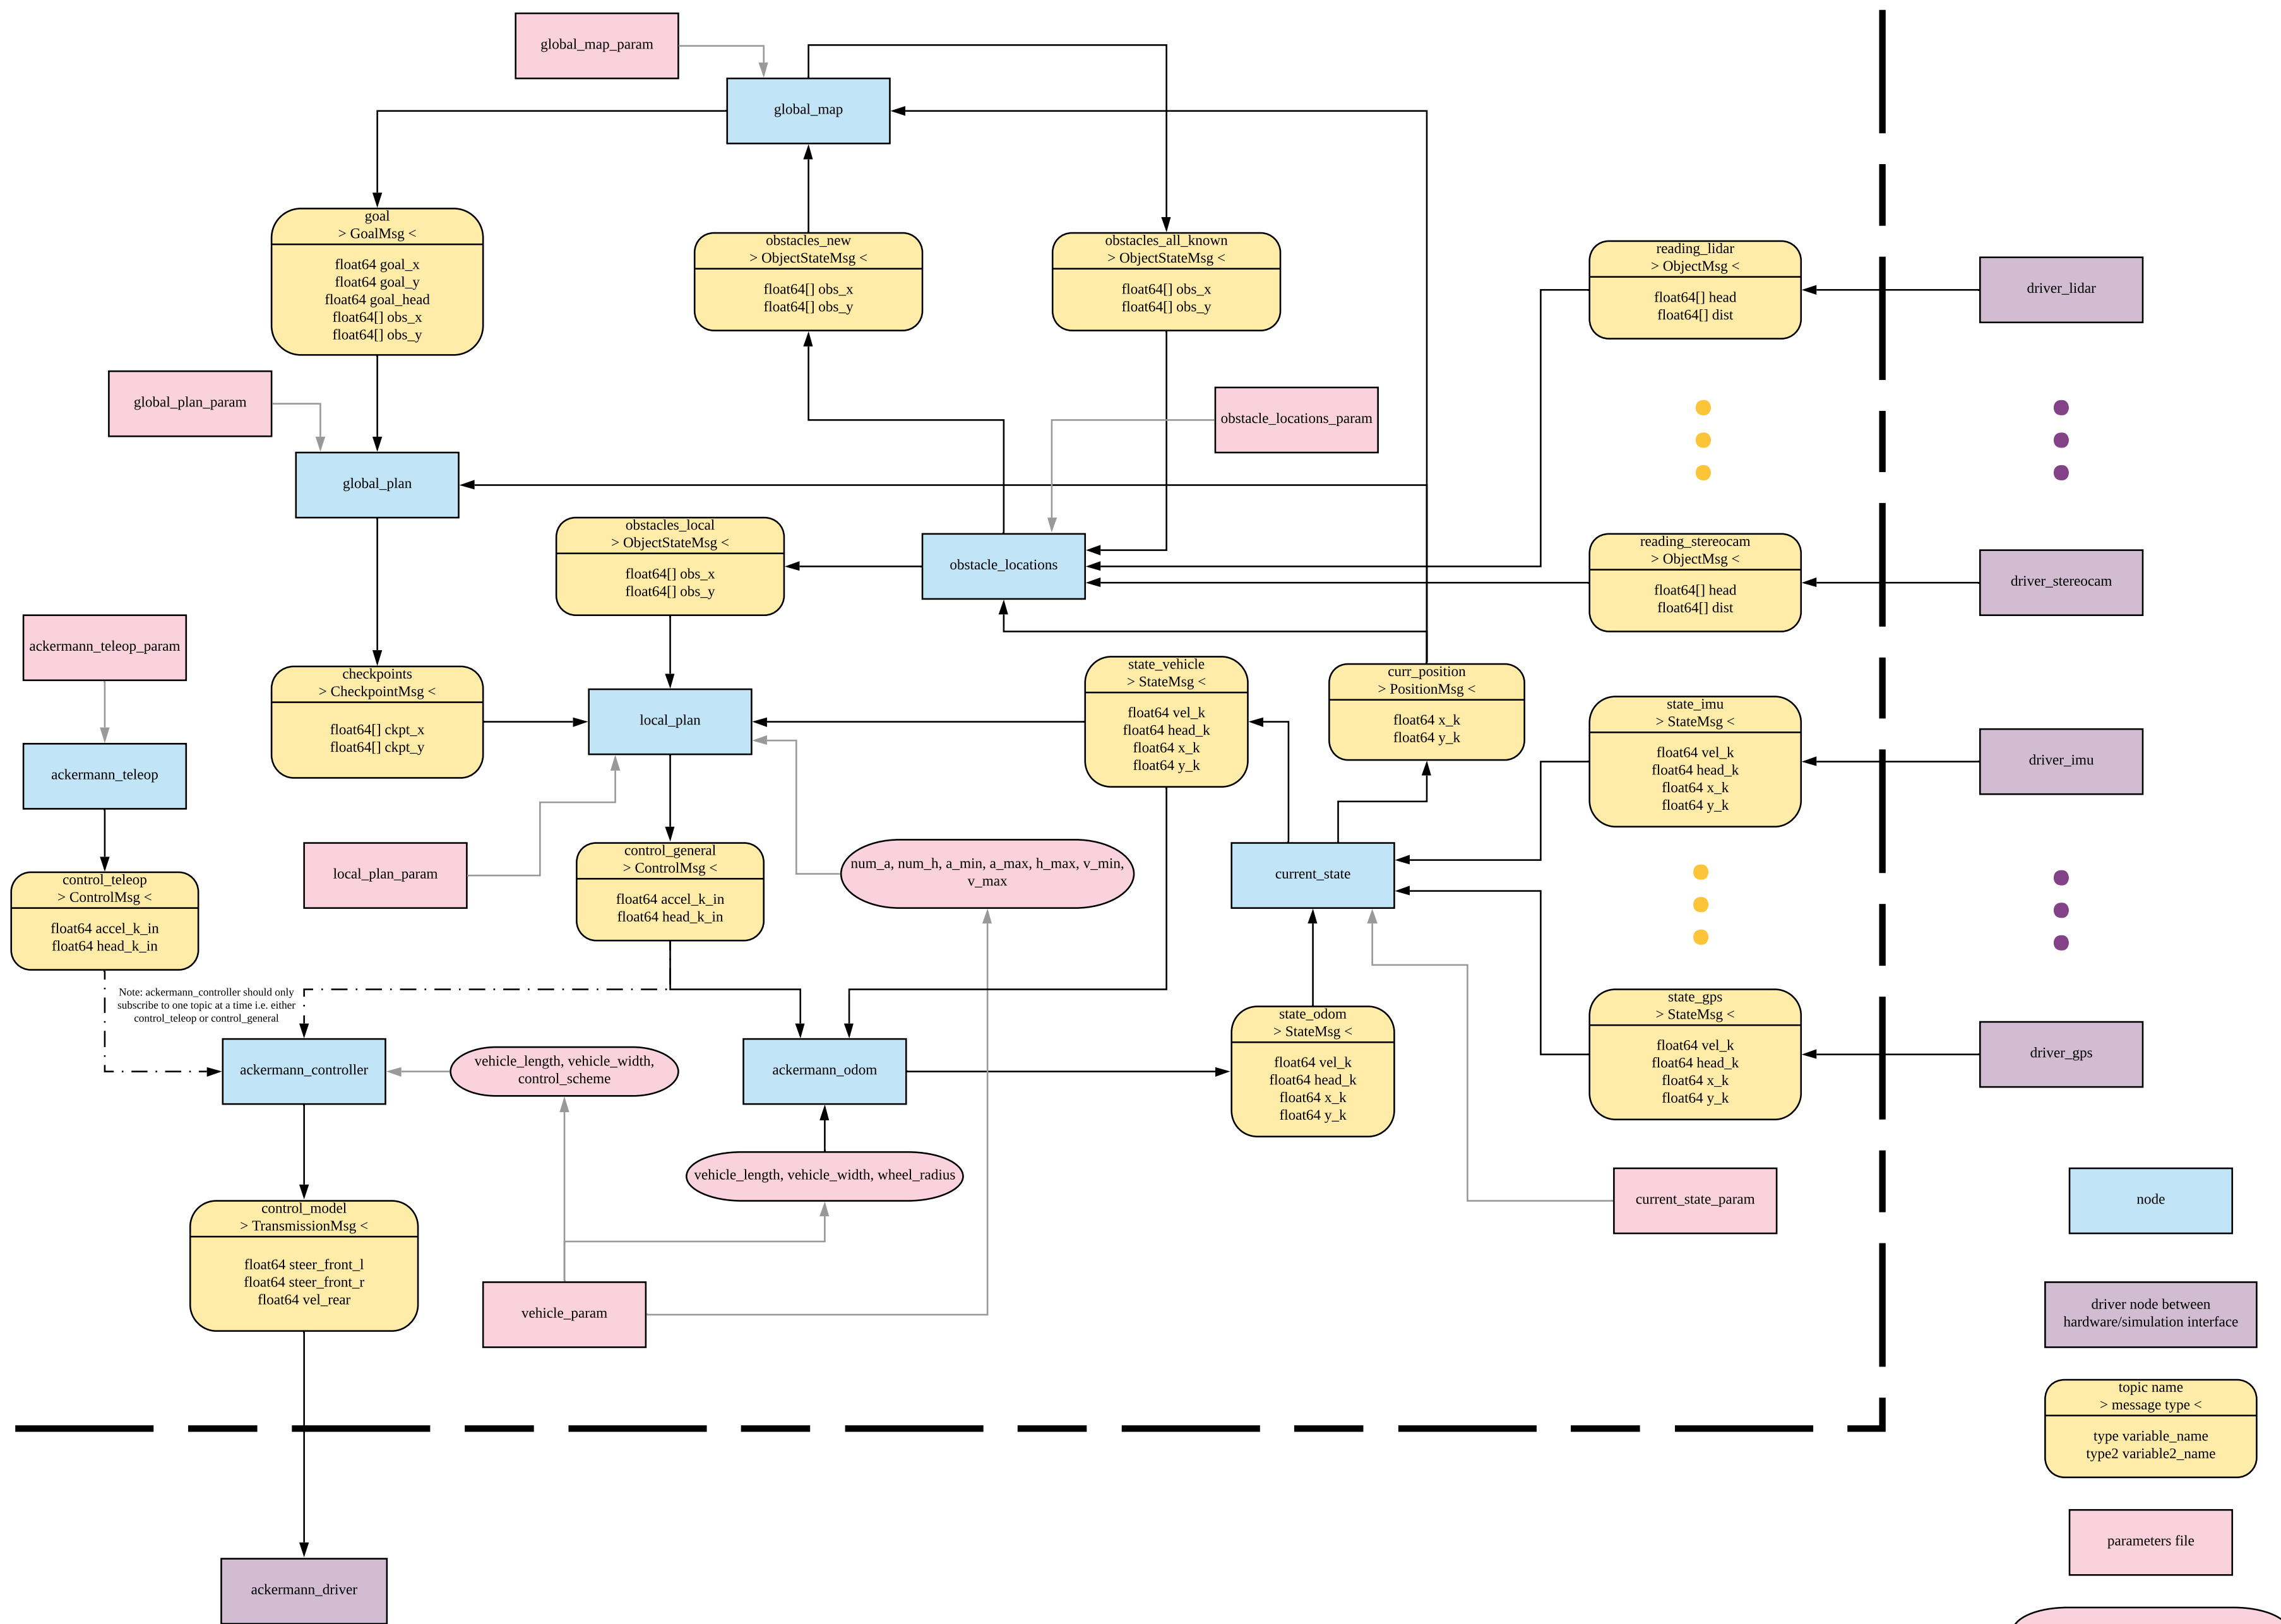 global_map_param
global_map
goal
> GoalMsg <
float64 goal_x
float64 goal_y
float64 goal_head
float64[] obs_x
float64[] obs_y
obstacles_new
> ObjectStateMsg <
float64[] obs_x
float64[] obs_y
obstacles_all_known
> ObjectStateMsg <
float64[] obs_x
float64[] obs_y
reading_lidar
> ObjectMsg <
float64[] head
float64[] dist
driver_lidar
global_plan_param
obstacle_locations_param
global_plan
obstacles_local
> ObjectStateMsg <
float64[] obs_x
float64[] obs_y
obstacle_locations
reading_stereocam
> ObjectMsg <
float64[] head
float64[] dist
driver_stereocam
ackermann_teleop_param
checkpoints
> CheckpointMsg <
float64[] ckpt_x
float64[] ckpt_y
local_plan
state_vehicle
> StateMsg <
float64 vel_k
float64 head_k
float64 x_k
float64 y_k
curr_position
> PositionMsg <
float64 x_k
float64 y_k
state_imu
> StateMsg <
float64 vel_k
float64 head_k
float64 x_k
float64 y_k
driver_imu
ackermann_teleop
local_plan_param
control_general
> ControlMsg <
float64 accel_k_in
float64 head_k_in
num_a, num_h, a_min, a_max, h_max, v_min,
v_max
current_state
control_teleop
> ControlMsg <
float64 accel_k_in
float64 head_k_in
Note: ackermann_controller should only
subscribe to one topic at a time i.e. either
control_teleop or control_general
ackermann_controller
vehicle_length, vehicle_width,
control_scheme
ackermann_odom
state_odom
> StateMsg <
float64 vel_k
float64 head_k
float64 x_k
float64 y_k
state_gps
> StateMsg <
float64 vel_k
float64 head_k
float64 x_k
float64 y_k
driver_gps
vehicle_length, vehicle_width, wheel_radius
current_state_param
node
control_model
> TransmissionMsg <
float64 steer_front_l
float64 steer_front_r
float64 vel_rear
vehicle_param
driver node between
hardware/simulation interface
topic name
> message type <
type variable_name
type2 variable2_name
parameters file
ackermann_driver